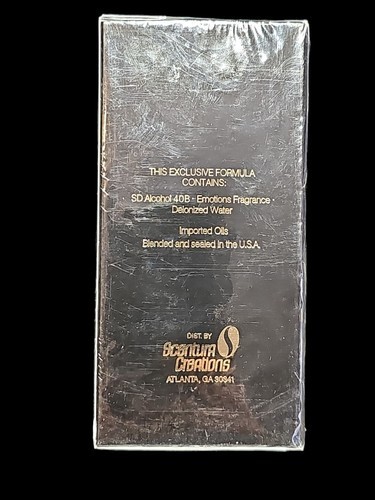 THIS EXCLUSIVE FORMULA
CONTAINS:
SD Alcohol 40B - Emotions Fragrance -
Deionized Water
Imported Oils
Blended and sealed in the U.S.A.
DIST. BY
Scentura
Creations
ATLANTA, GA 30341